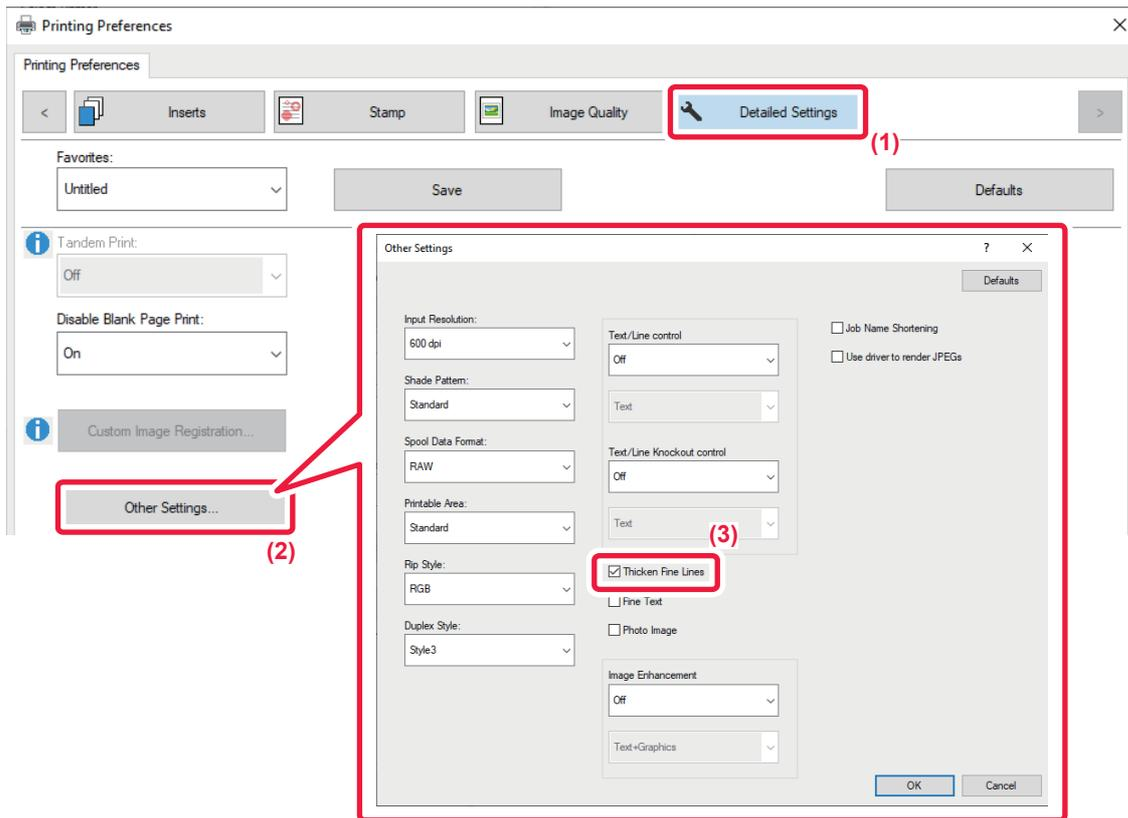 Printing Preferences
Printing Preferences
<
Inserts
Stamp
Image Quality
Detailed Settings
>
(1)
Favorites:
Untitled
Save
Defaults
Tandem Print:
Off
Disable Blank Page Print:
On
Custom Image Registration...
Other Settings...
(2)
Other Settings
?
Defaults
Input Resolution:
600 dpi
Shade Pattern:
Standard
Spool Data Format:
RAW
Printable Area:
Standard
Rip Style:
RGB
Duplex Style:
Style3
Text/Line control
Off
Text
Text/Line Knockout control
Off
Text
(3)
Thicken Fine Lines
Fine Text
Photo Image
Image Enhancement
Off
Text+Graphics
Job Name Shortening
Use driver to render JPEGs
OK
Cancel